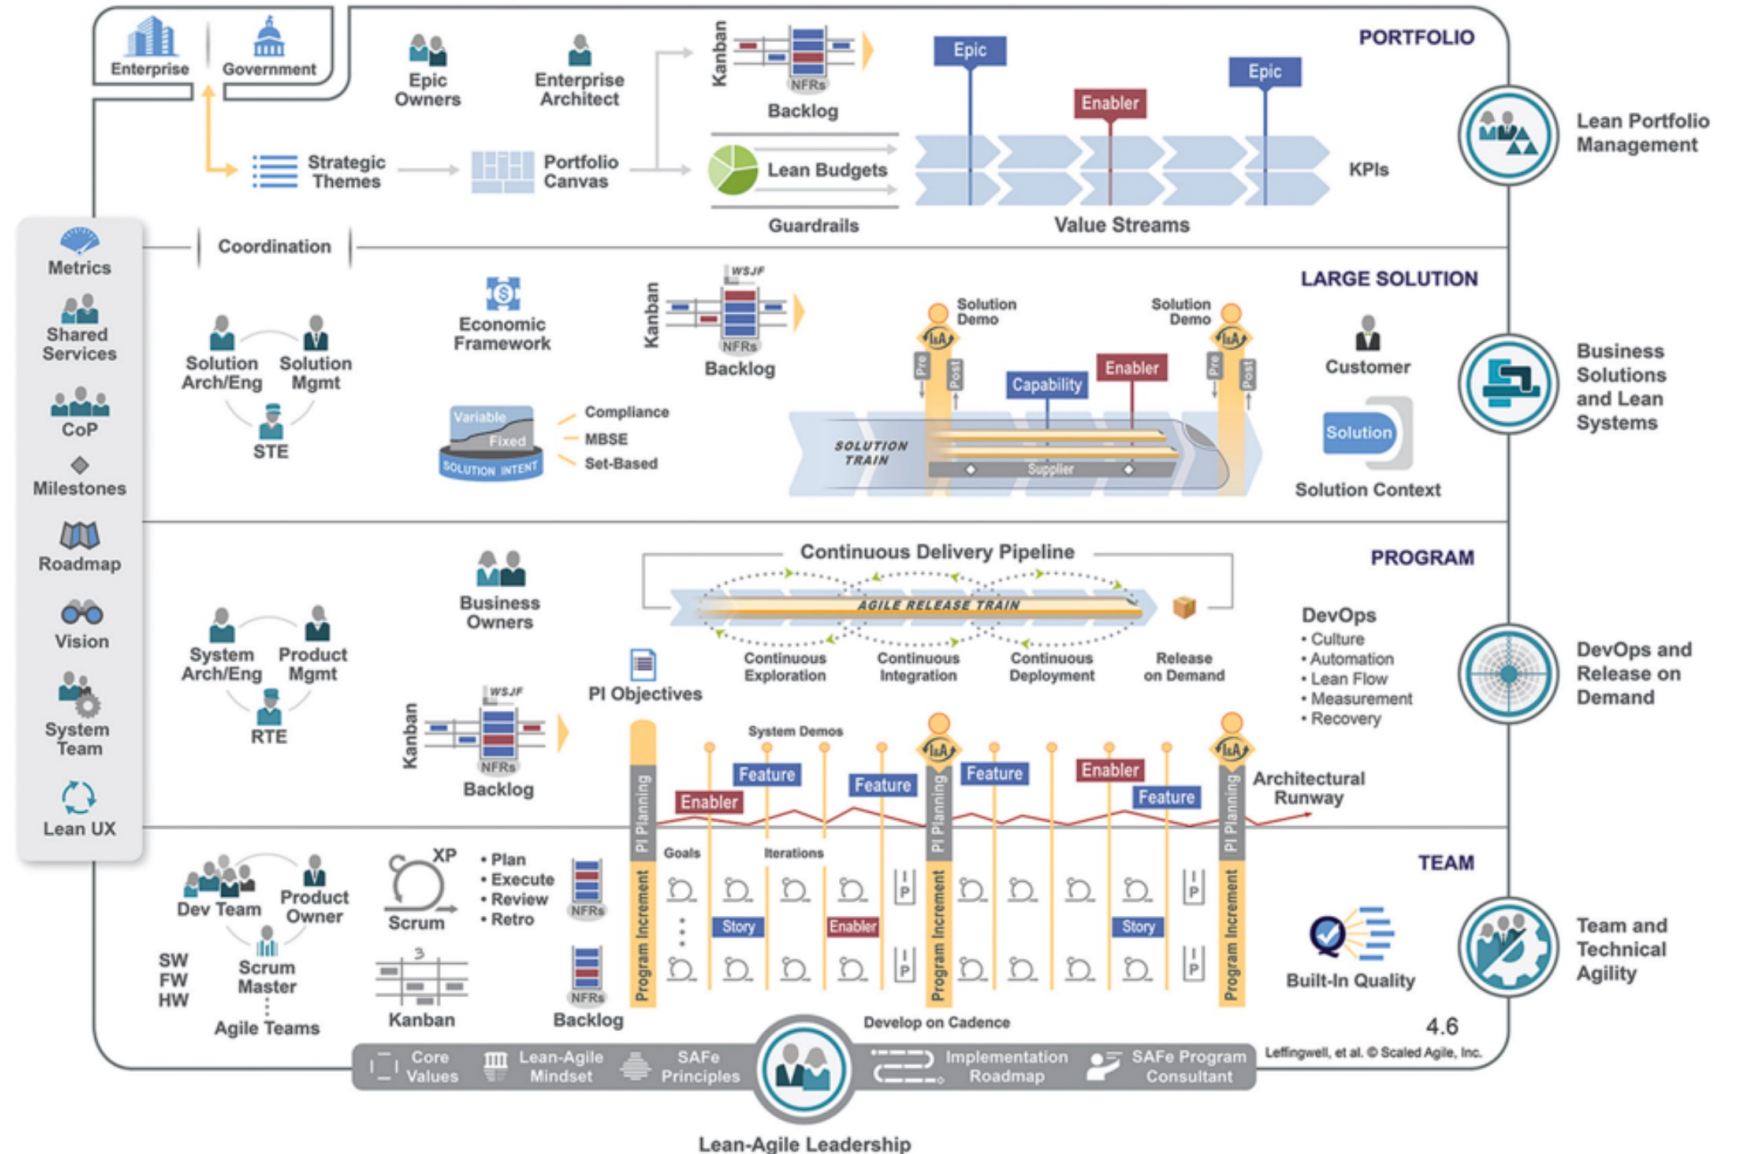 PORTFOLIO
Enterprise
Government
Epic
Owners
Enterprise
Architect
Kanban
NFRs
Backlog
Epic
Enabler
Epic
Strategic
Themes
Portfolio
Canvas
Lean Budgets
Guardrails
Value Streams
KPIs
Lean Portfolio
Management
Coordination
Metrics
Shared
Services
CoP
Milestones
Roadmap
Vision
System
Team
Lean UX
LARGE SOLUTION
Solution
Arch/Eng
Solution
Mgmt
STE
Economic
Framework
Variable
Fixed
SOLUTION INTENT
Compliance
MBSE
Set-Based
Kanban
WSJF
NFRs
Backlog
Solution
Demo
I&A
Pre
Post
Capability
Enabler
Solution
Demo
I&A
Pre
Post
SOLUTION
TRAIN
Supplier
Customer
Solution
Solution Context
Business
Solutions
and Lean
Systems
PROGRAM
System
Arch/Eng
Product
Mgmt
RTE
Business
Owners
Continuous Delivery Pipeline
AGILE RELEASE TRAIN
Continuous
Exploration
Continuous
Integration
Continuous
Deployment
Release
on Demand
DevOps
• Culture
• Automation
• Lean Flow
• Measurement
• Recovery
DevOps and
Release on
Demand
Kanban
WSJF
NFRs
Backlog
PI Objectives
System Demos
Enabler
Feature
Feature
I&A
Feature
Enabler
Feature
I&A
Architectural
Runway
PI Planning
PI Planning
PI Planning
TEAM
Dev Team
Product
Owner
Scrum
Master
Agile Teams
SW
FW
HW
XP
Scrum
• Plan
• Execute
• Review
• Retro
3
Kanban
NFRs
NFRs
Backlog
Program Increment
Goals
Iterations
I
P
Story
Enabler
I
P
Program Increment
I
P
Story
I
P
Program Increment
Develop on Cadence
Built-In Quality
Team and
Technical
Agility
4.6
Leffingwell, et al. © Scaled Agile, Inc.
Core
Values
Lean-Agile
Mindset
SAFe
Principles
Implementation
Roadmap
SAFe Program
Consultant
Lean-Agile Leadership